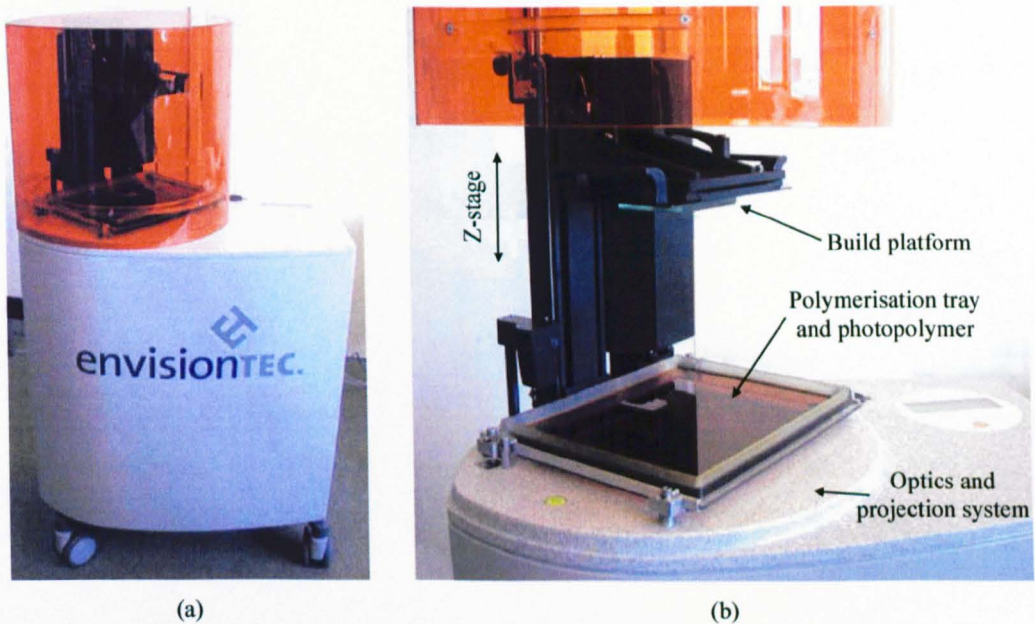 envisionTEC.
Z-stage
Build platform
Polymerisation tray
and photopolymer
Optics and
projection system
(a)
(b)